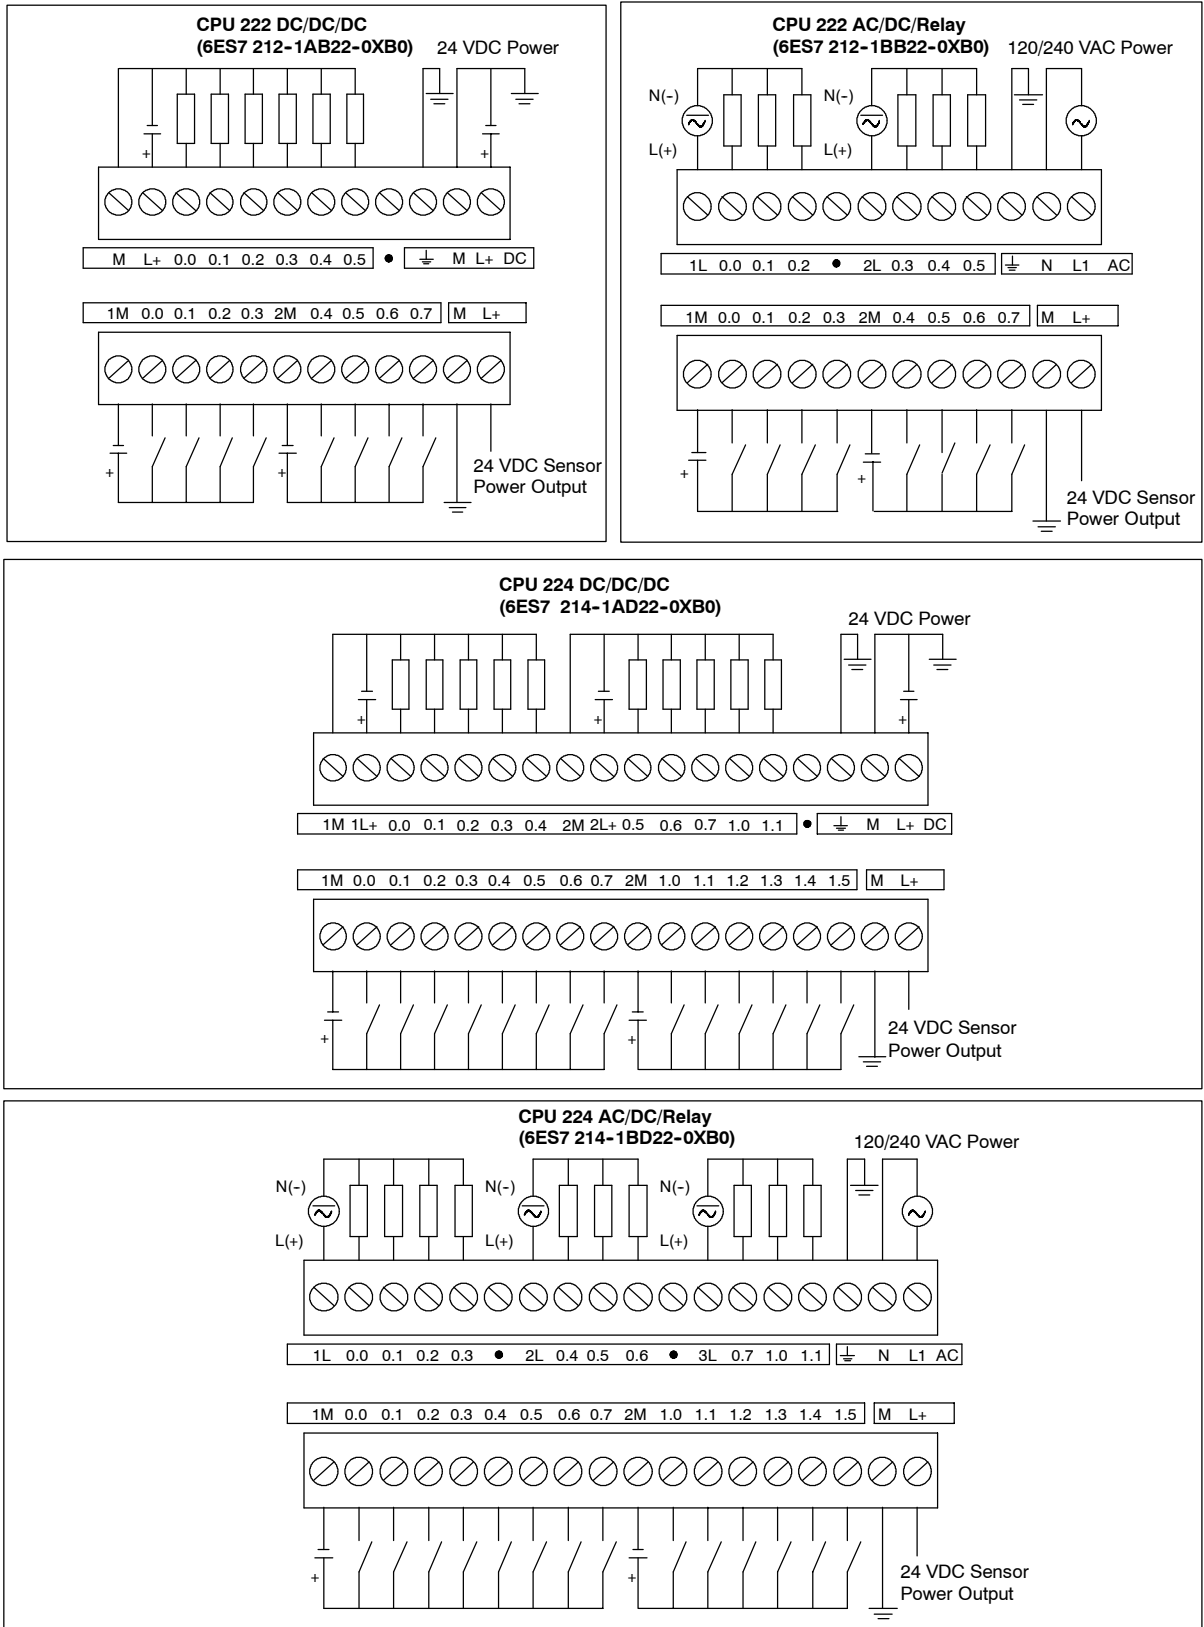 CPU 222 DC/DC/DC
(6ES7 212-1AB22-0XB0)
24 VDC Power
+
+
M L+ 0.0 0.1 0.2 0.3 0.4 0.5 ● ⏚ M L+ DC
1M 0.0 0.1 0.2 0.3 2M 0.4 0.5 0.6 0.7 M L+
+
+
24 VDC Sensor
Power Output
CPU 222 AC/DC/Relay
(6ES7 212-1BB22-0XB0)
120/240 VAC Power
N(-)
L(+)
N(-)
L(+)
1L 0.0 0.1 0.2 ● 2L 0.3 0.4 0.5 ⏚ N L1 AC
1M 0.0 0.1 0.2 0.3 2M 0.4 0.5 0.6 0.7 M L+
+
+
24 VDC Sensor
Power Output
CPU 224 DC/DC/DC
(6ES7 214-1AD22-0XB0)
24 VDC Power
+
+
+
1M 1L+ 0.0 0.1 0.2 0.3 0.4 2M 2L+ 0.5 0.6 0.7 1.0 1.1 ● ⏚ M L+ DC
1M 0.0 0.1 0.2 0.3 0.4 0.5 0.6 0.7 2M 1.0 1.1 1.2 1.3 1.4 1.5 M L+
+
+
24 VDC Sensor
Power Output
CPU 224 AC/DC/Relay
(6ES7 214-1BD22-0XB0)
120/240 VAC Power
N(-)
L(+)
N(-)
L(+)
N(-)
L(+)
1L 0.0 0.1 0.2 0.3 ● 2L 0.4 0.5 0.6 ● 3L 0.7 1.0 1.1 ⏚ N L1 AC
1M 0.0 0.1 0.2 0.3 0.4 0.5 0.6 0.7 2M 1.0 1.1 1.2 1.3 1.4 1.5 M L+
+
+
24 VDC Sensor
Power Output